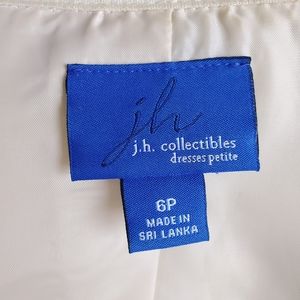 jh
j.h. collectibles
dresses petite
6P
MADE IN
SRI LANKA